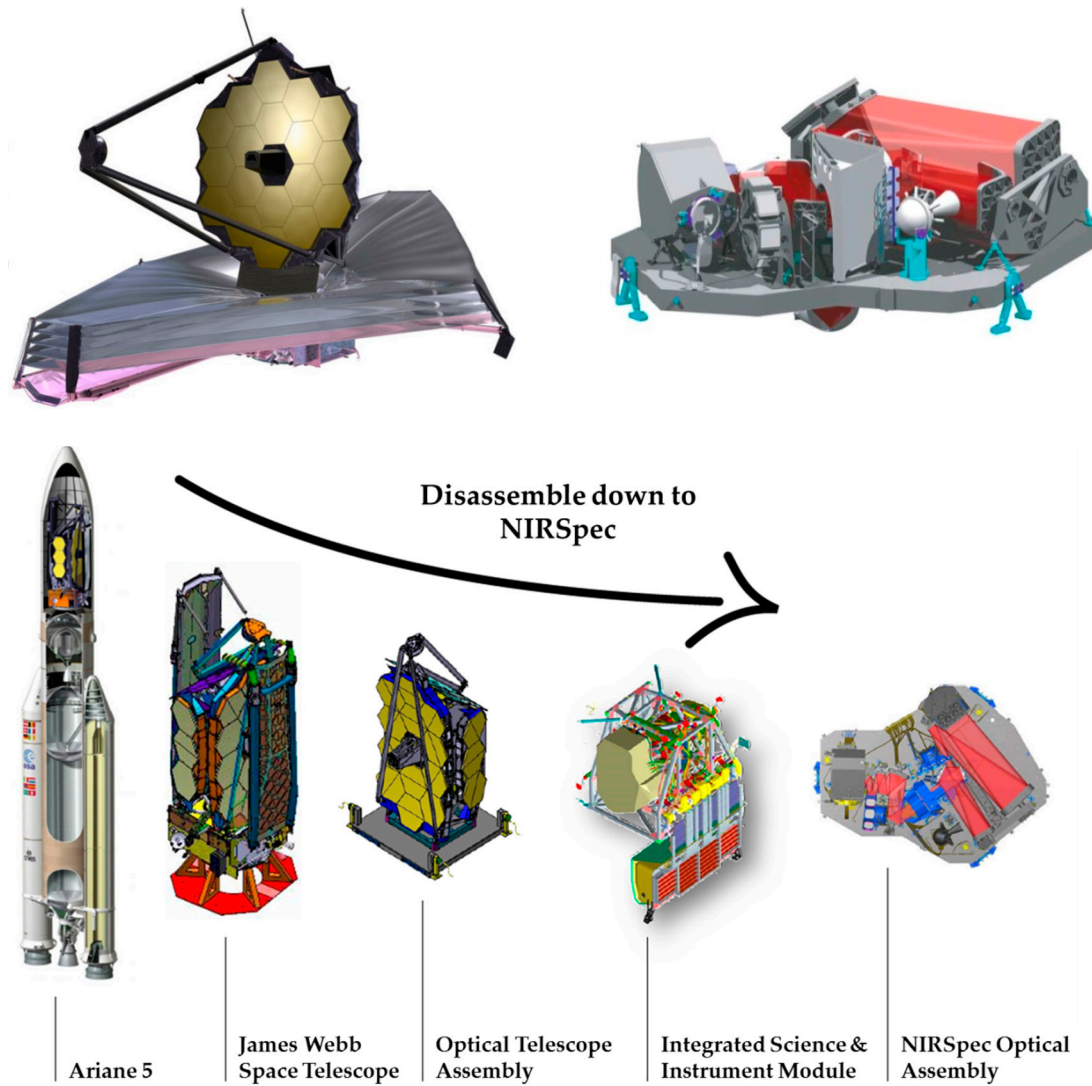 Disassemble down to
NIRSpec
esa
Ariane 5
James Webb
Space Telescope
Optical Telescope
Assembly
Integrated Science &
Instrument Module
NIRSpec Optical
Assembly